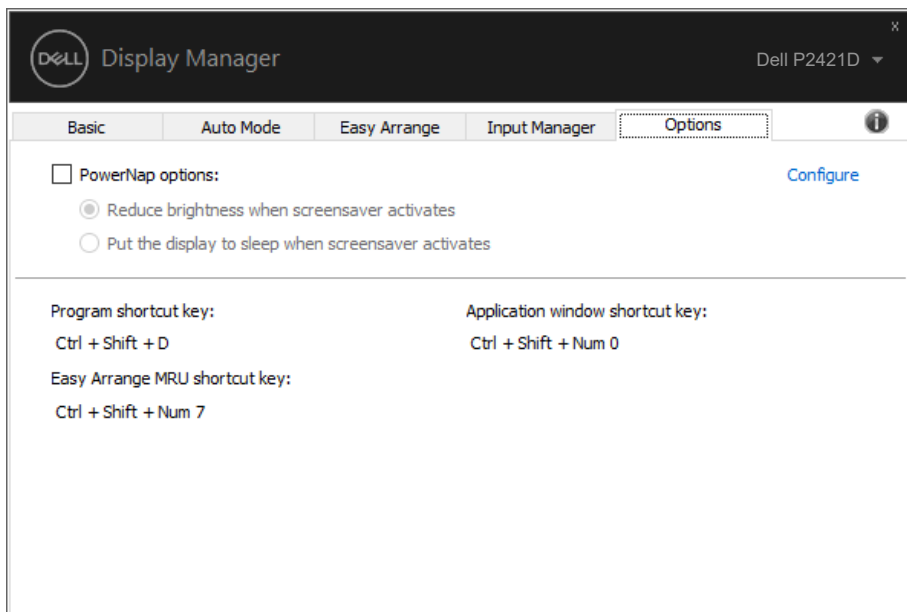 x
DELL Display Manager
Dell P2421D
Basic Auto Mode Easy Arrange Input Manager Options i
PowerNap options: Configure
Reduce brightness when screensaver activates
Put the display to sleep when screensaver activates
Program shortcut key: Application window shortcut key:
Ctrl + Shift + D Ctrl + Shift + Num 0
Easy Arrange MRU shortcut key:
Ctrl + Shift + Num 7